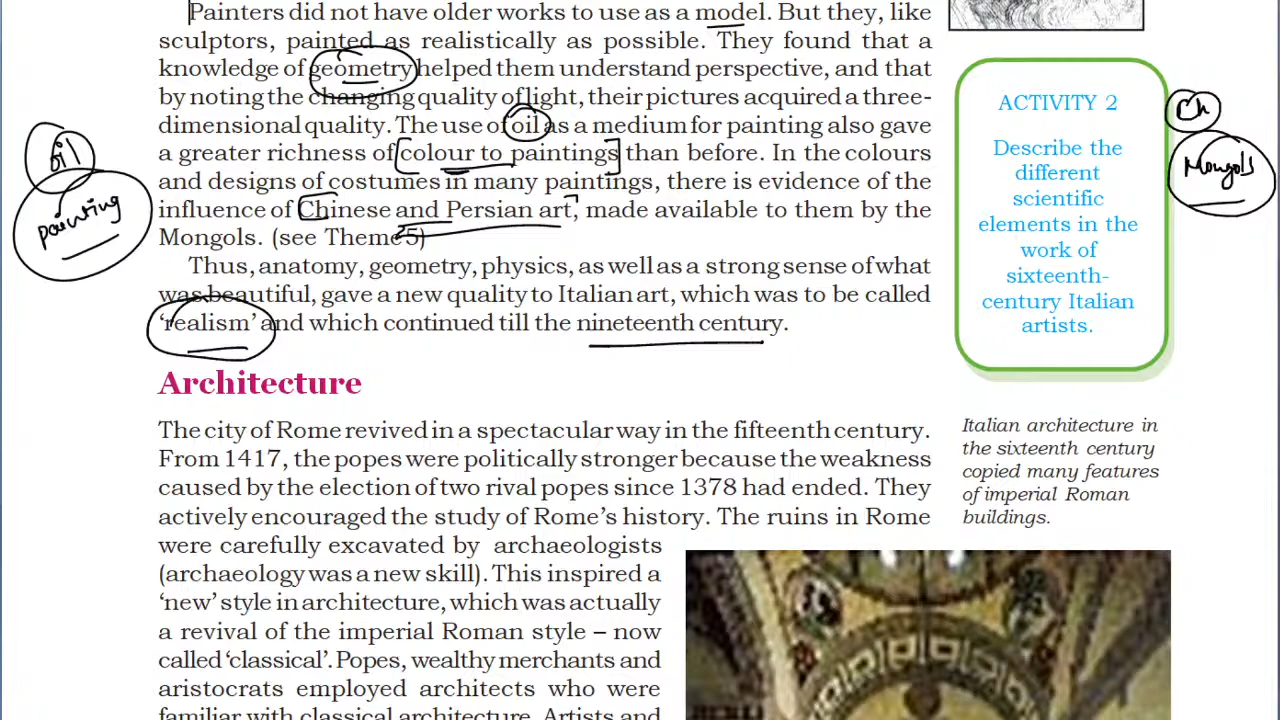 Painters did not have older works to use as a model. But they, like
sculptors, painted as realistically as possible. They found that a
knowledge of geometry helped them understand perspective, and that
by noting the changing quality of light, their pictures acquired a three-
dimensional quality. The use of oil as a medium for painting also gave
a greater richness of colour to paintings than before. In the colours
and designs of costumes in many paintings, there is evidence of the
influence of Chinese and Persian art, made available to them by the
Mongols. (see Theme 5)
Thus, anatomy, geometry, physics, as well as a strong sense of what
was beautiful, gave a new quality to Italian art, which was to be called
‘realism’ and which continued till the nineteenth century.
oil
painting
ACTIVITY 2
Describe the
different
scientific
elements in the
work of
sixteenth-
century Italian
artists.
Ch
Mongols
Architecture
The city of Rome revived in a spectacular way in the fifteenth century.
From 1417, the popes were politically stronger because the weakness
caused by the election of two rival popes since 1378 had ended. They
actively encouraged the study of Rome’s history. The ruins in Rome
were carefully excavated by archaeologists
(archaeology was a new skill). This inspired a
‘new’ style in architecture, which was actually
a revival of the imperial Roman style – now
called ‘classical’. Popes, wealthy merchants and
aristocrats employed architects who were
familiar with classical architecture. Artists and
Italian architecture in
the sixteenth century
copied many features
of imperial Roman
buildings.